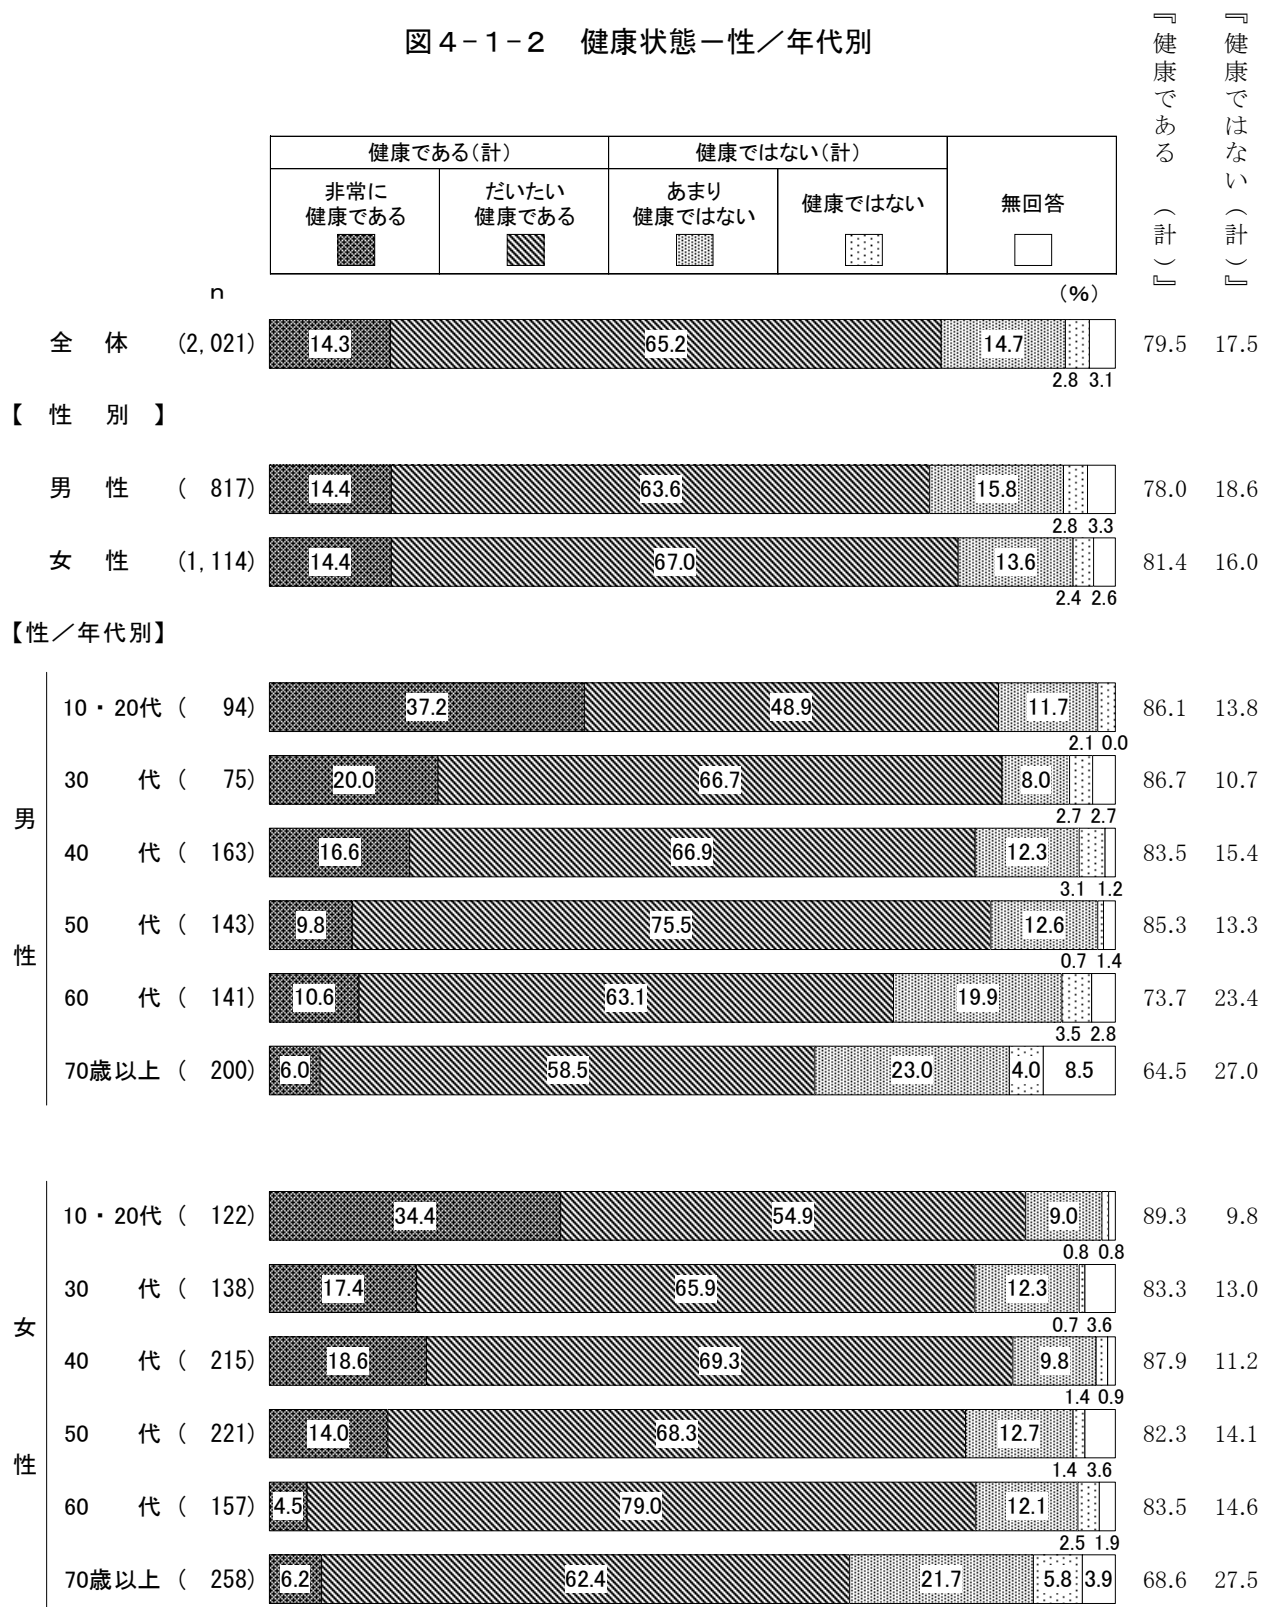 図４-１-２　健康状態－性／年代別
『健康である（計）』
『健康ではない（計）』
健康である（計） 健康ではない（計）
非常に健康である だいたい健康である あまり健康ではない 健康ではない 無回答
n （％）
全体 (2,021) 14.3 65.2 14.7 79.5 17.5
2.8 3.1
【性別】
男性 ( 817) 14.4 63.6 15.8 78.0 18.6
2.8 3.3
女性 (1,114) 14.4 67.0 13.6 81.4 16.0
2.4 2.6
【性／年代別】
男性
10・20代 ( 94) 37.2 48.9 11.7 86.1 13.8
2.1 0.0
30代 ( 75) 20.0 66.7 8.0 86.7 10.7
2.7 2.7
40代 ( 163) 16.6 66.9 12.3 83.5 15.4
3.1 1.2
50代 ( 143) 9.8 75.5 12.6 85.3 13.3
0.7 1.4
60代 ( 141) 10.6 63.1 19.9 73.7 23.4
3.5 2.8
70歳以上 ( 200) 6.0 58.5 23.0 4.0 8.5 64.5 27.0
女性
10・20代 ( 122) 34.4 54.9 9.0 89.3 9.8
0.8 0.8
30代 ( 138) 17.4 65.9 12.3 83.3 13.0
0.7 3.6
40代 ( 215) 18.6 69.3 9.8 87.9 11.2
1.4 0.9
50代 ( 221) 14.0 68.3 12.7 82.3 14.1
1.4 3.6
60代 ( 157) 4.5 79.0 12.1 83.5 14.6
2.5 1.9
70歳以上 ( 258) 6.2 62.4 21.7 5.8 3.9 68.6 27.5